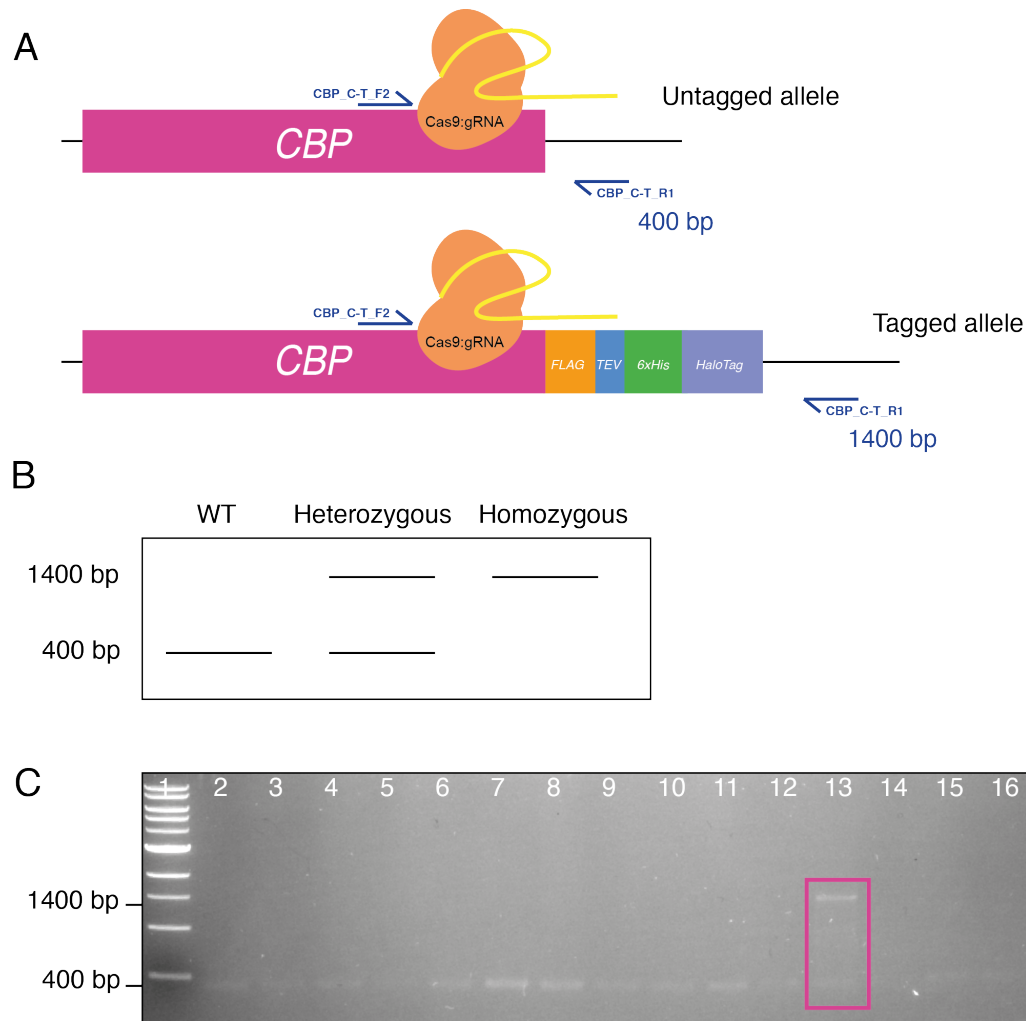 A
CBP_C-T_F2
Cas9:gRNA
Untagged allele
CBP
CBP_C-T_R1
400 bp
CBP_C-T_F2
Cas9:gRNA
Tagged allele
CBP
FLAG TEV 6xHis HaloTag
CBP_C-T_R1
1400 bp
B
WT Heterozygous Homozygous
1400 bp
400 bp
C
1 2 3 4 5 6 7 8 9 10 11 12 13 14 15 16
1400 bp
400 bp